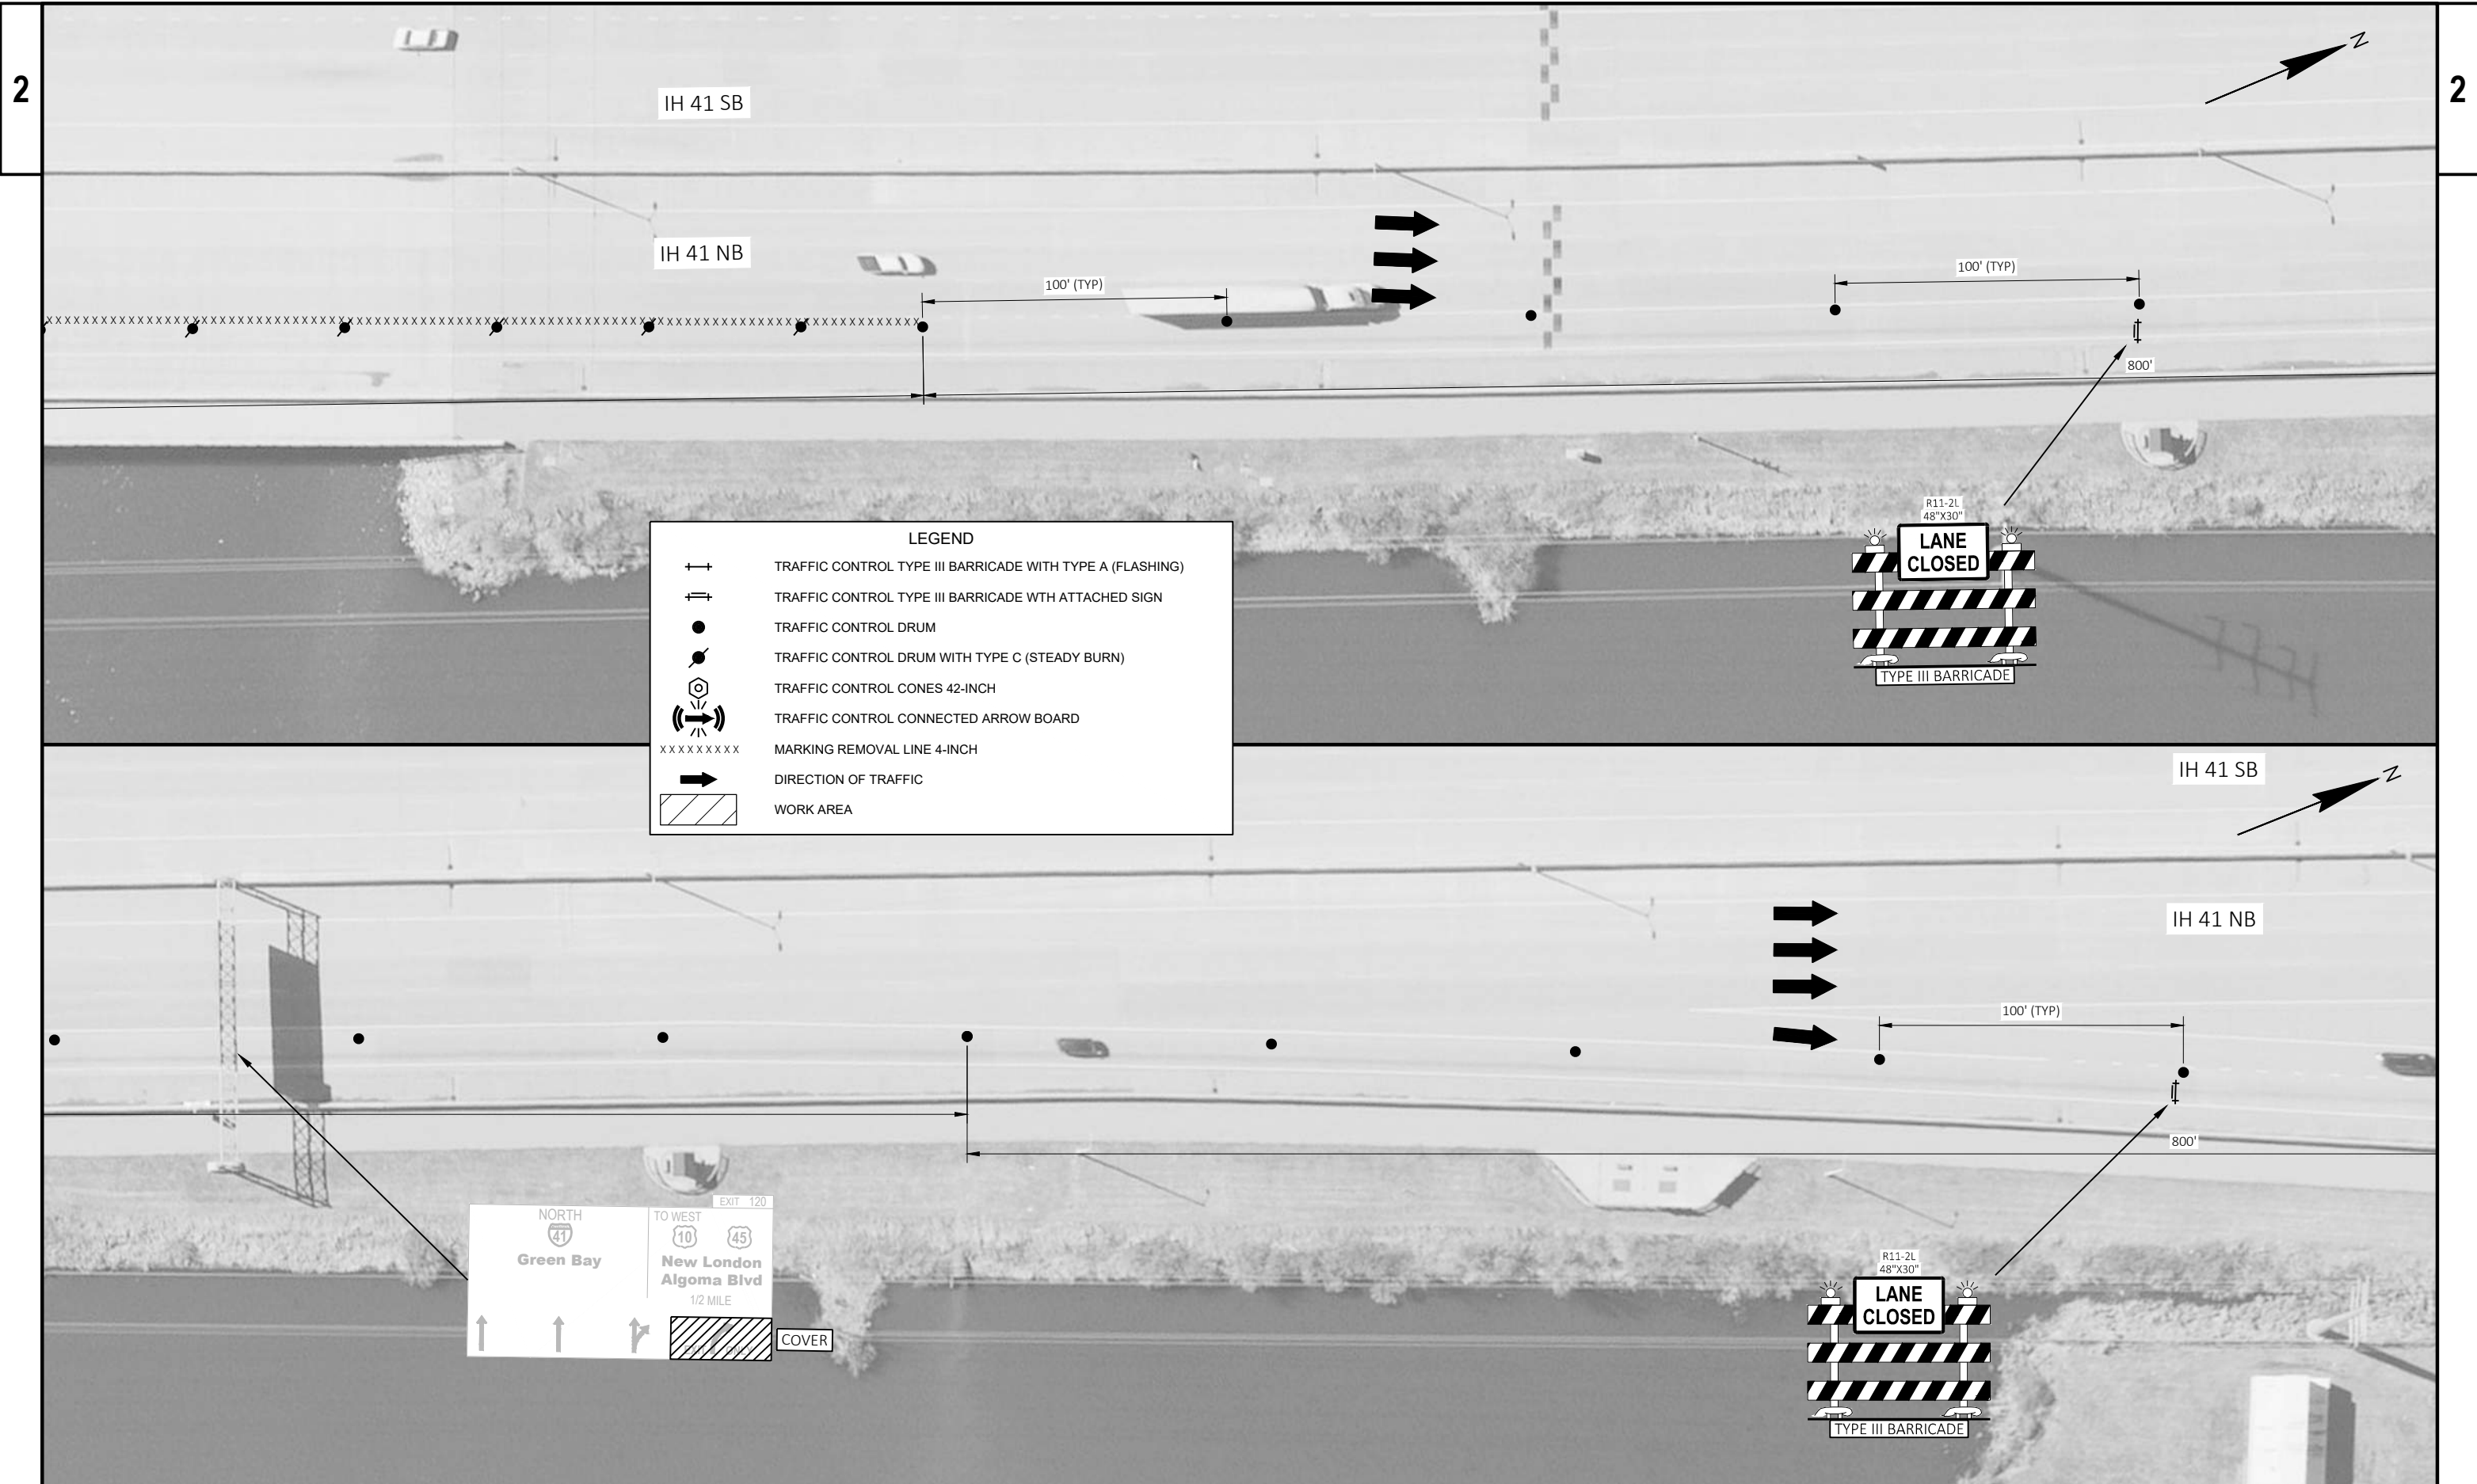 2
2
N
IH 41 SB
IH 41 NB
100' (TYP)
100' (TYP)
XXXXXXXXXXXXXXXXXXXXXXXXXXXXXXXXXXXXXXXXXXXXXXXXXXXXXXXXXXXXXXXXXXXXXXXXXXXXXXXXXXXXXXXXXXXXXXXXXXXX
800'
R11-2L
48"X30"
LANE
CLOSED
TYPE III BARRICADE
LEGEND
TRAFFIC CONTROL TYPE III BARRICADE WITH TYPE A (FLASHING)
TRAFFIC CONTROL TYPE III BARRICADE WTH ATTACHED SIGN
TRAFFIC CONTROL DRUM
TRAFFIC CONTROL DRUM WITH TYPE C (STEADY BURN)
TRAFFIC CONTROL CONES 42-INCH
TRAFFIC CONTROL CONNECTED ARROW BOARD
XXXXXXXXX MARKING REMOVAL LINE 4-INCH
DIRECTION OF TRAFFIC
WORK AREA
IH 41 SB
N
IH 41 NB
100' (TYP)
800'
EXIT 120
NORTH
41
Green Bay
TO WEST
10 45
New London
Algoma Blvd
1/2 MILE
COVER
R11-2L
48"X30"
LANE
CLOSED
TYPE III BARRICADE